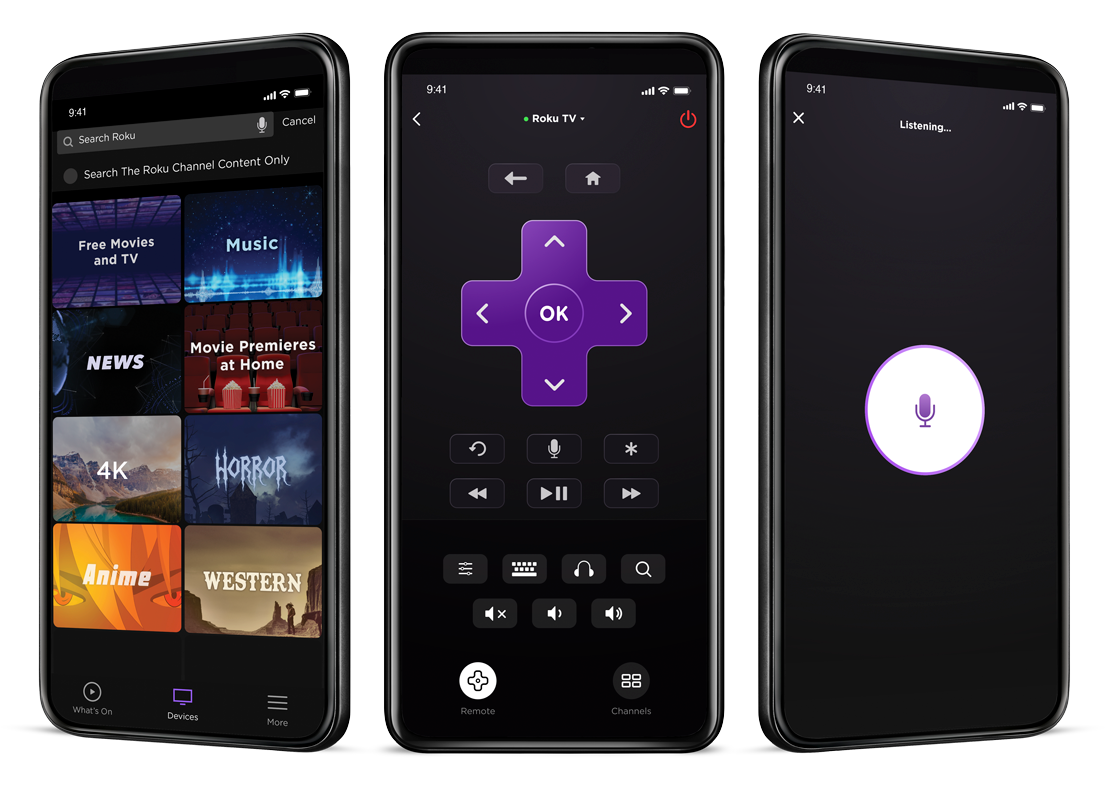 9:41
Search Roku
Cancel
Search The Roku Channel Content Only
Free Movies
and TV
Music
NEWS
Movie Premieres
at Home
4K
HORROR
Anime
WESTERN
What's On
Devices
More
9:41
Roku TV
OK
Remote
Channels
9:41
Listening...